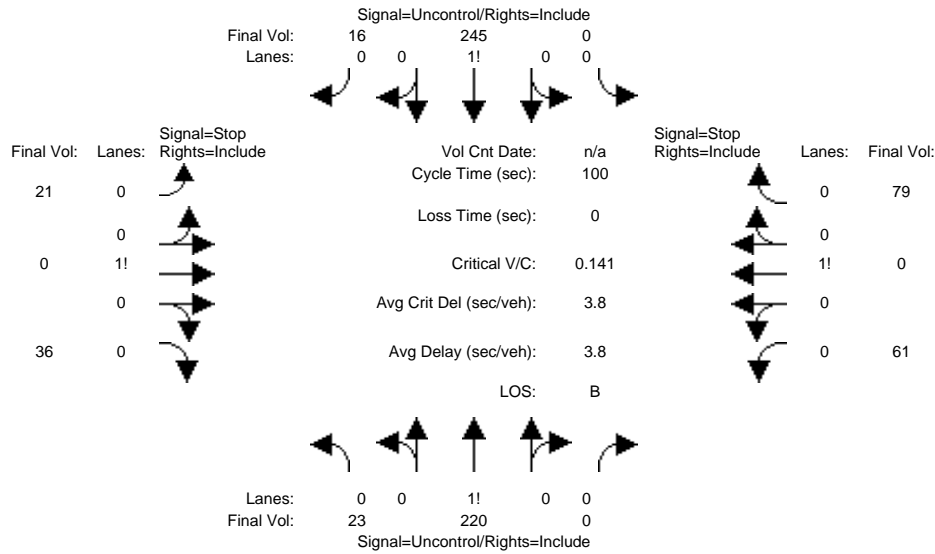 Signal=Uncontrol/Rights=Include
Final Vol: 16 245 0
Lanes: 0 0 1! 0 0
Signal=Stop
Final Vol: Lanes: Rights=Include
Vol Cnt Date: n/a
Signal=Stop
Rights=Include Lanes: Final Vol:
Cycle Time (sec): 100
21 0
0 79
Loss Time (sec): 0
0
0
0 1!
Critical V/C: 0.141
1! 0
0
Avg Crit Del (sec/veh): 3.8
0
36 0
Avg Delay (sec/veh): 3.8
0 61
LOS: B
Lanes: 0 0 1! 0 0
Final Vol: 23 220 0
Signal=Uncontrol/Rights=Include